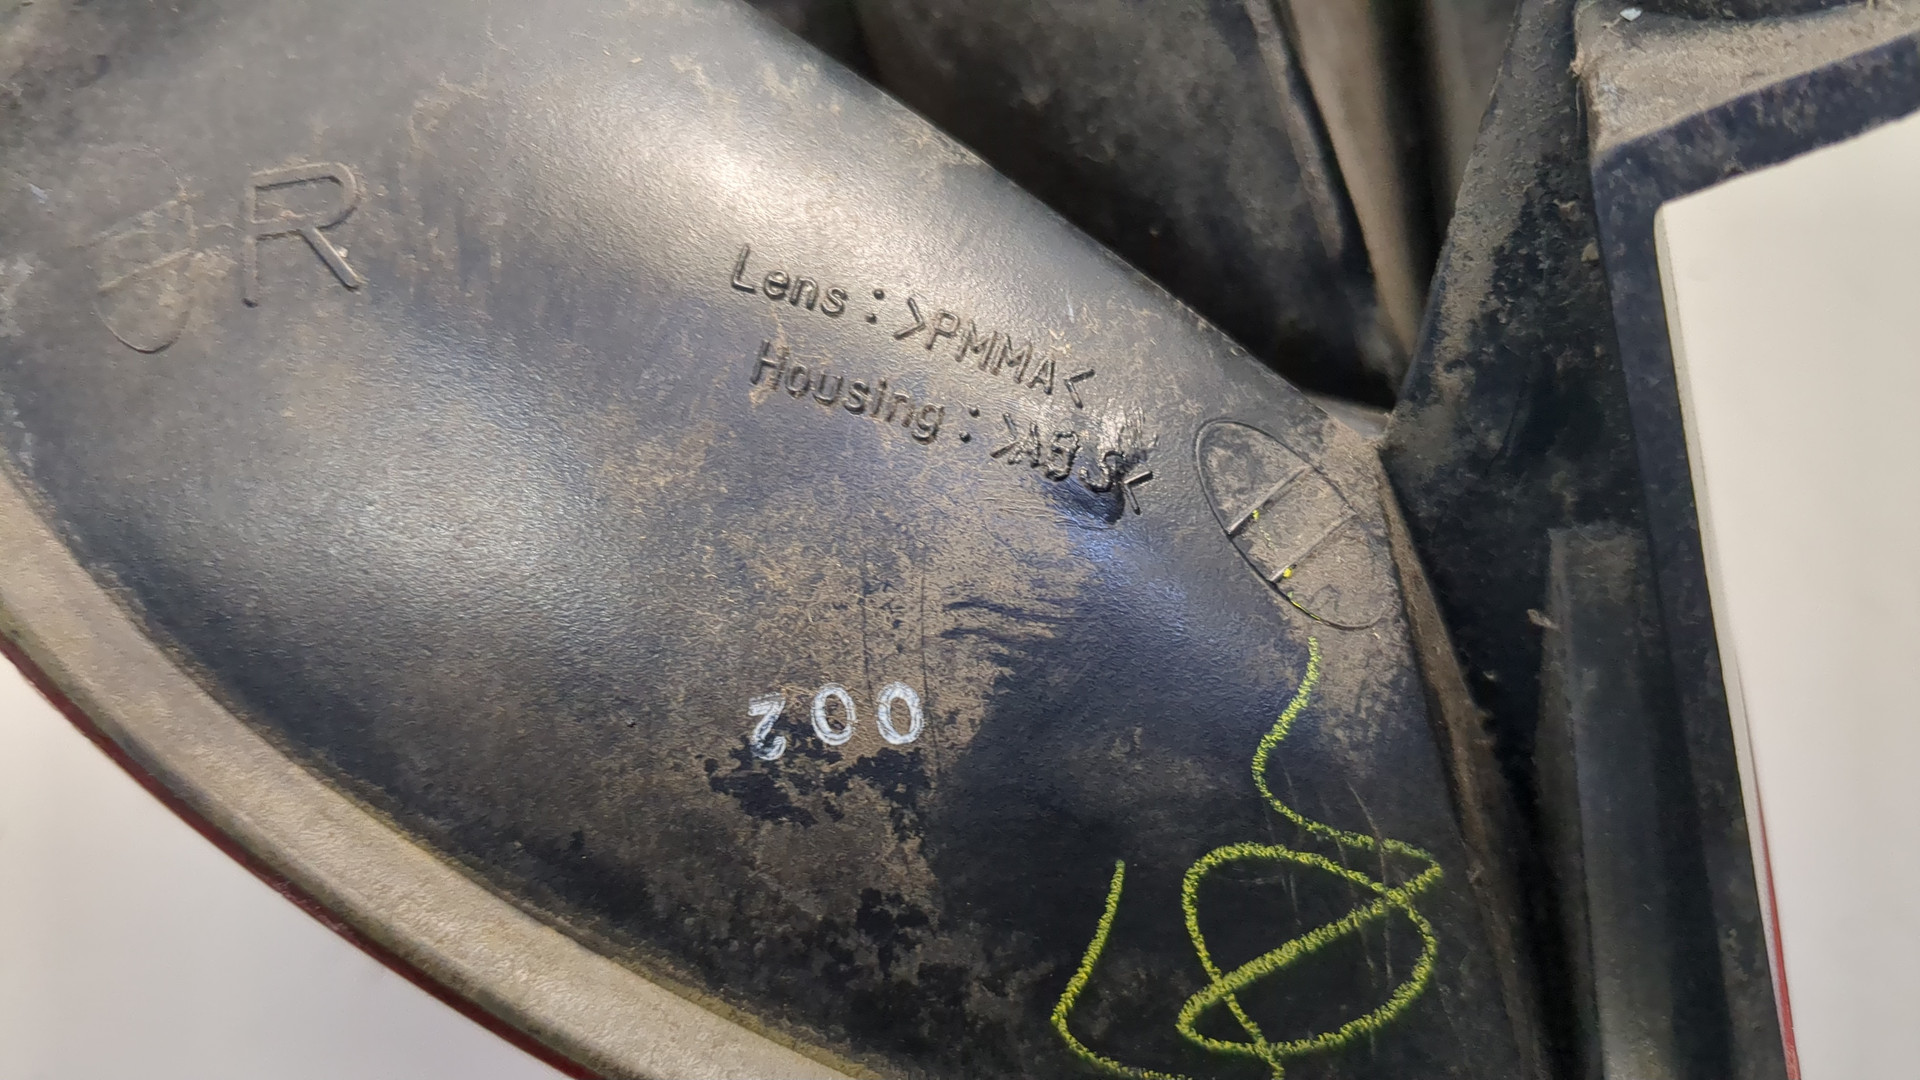 R
Lens : >PMMA<
Housing : >ABS<
002